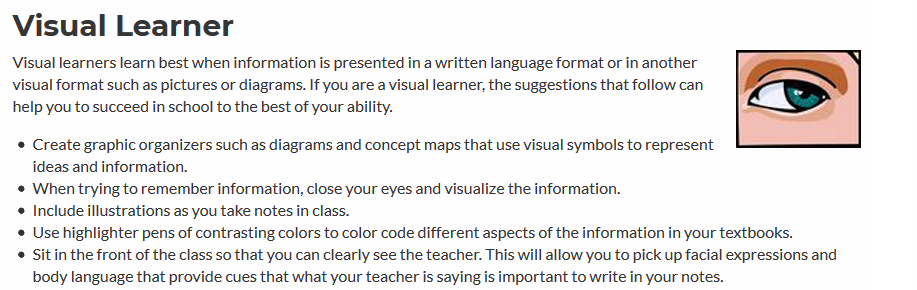 Visual Learner
Visual learners learn best when information is presented in a written language format or in another
visual format such as pictures or diagrams. If you are a visual learner, the suggestions that follow can
help you to succeed in school to the best of your ability.
• Create graphic organizers such as diagrams and concept maps that use visual symbols to represent
ideas and information.
• When trying to remember information, close your eyes and visualize the information.
• Include illustrations as you take notes in class.
• Use highlighter pens of contrasting colors to color code different aspects of the information in your textbooks.
• Sit in the front of the class so that you can clearly see the teacher. This will allow you to pick up facial expressions and
body language that provide cues that what your teacher is saying is important to write in your notes.